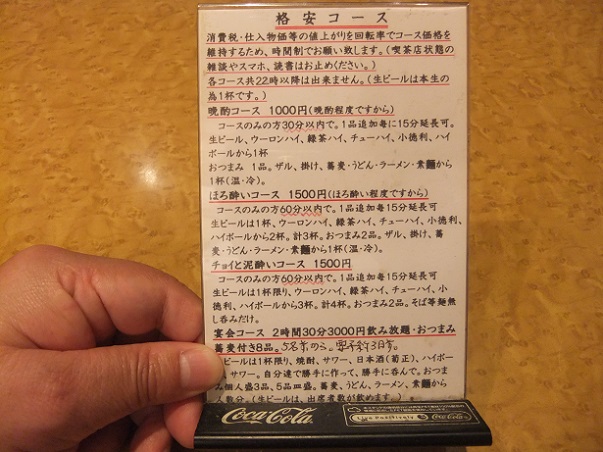 格安コース
消費税・仕入物価等の値上がりを回転率でコース価格を
維持するため、時間制でお願い致します。(喫茶店状態の
雑談やスマホ、読書はお止めください。)
各コース共22時以降は出来ません。(生ビールは本生の
為1杯です。)
晩酌コース 1000円(晩酌程度ですから)
コースのみの方30分以内で。1品追加毎に15分延長可。
生ビール、ウーロンハイ、緑茶ハイ、チューハイ、小徳利、ハイ
ボールから1杯
おつまみ 1品。ザル、掛け、蕎麦・うどん・ラーメン・素麺から
1杯(温・冷)。
ほろ酔いコース 1500円(ほろ酔い程度ですから)
コースのみの方60分以内で。1品追加毎15分延長可
生ビールは1杯、ウーロンハイ、緑茶ハイ、チューハイ、小徳利、
ハイボールから2杯。計3杯。おつまみ2品。ザル、掛け、蕎
麦・うどん・ラーメン・素麺から1杯(温・冷)。
チョイと泥酔いコース 1500円
コースのみの方60分以内で。1品追加毎15分延長可
生ビールは1杯限り、ウーロンハイ、緑茶ハイ、チューハイ、小
徳利、ハイボールから3杯。計4杯。おつまみ2品。そば等麺無
し呑みだけ。
宴会コース 2時間30分3000円飲み放題・おつまみ
蕎麦付き8品。5名様から。要予約3日前。
ビールは1杯限り、焼酎、サワー、日本酒(菊正)、ハイボー
サワー。自分達で勝手に作って、勝手に呑んで。おつま
品個人盛3品、5品皿盛。蕎麦、うどん、ラーメン、素麺から
人数分。(生ビールは、出席者数が飲めます。)
Coca-Cola
Coca-Cola